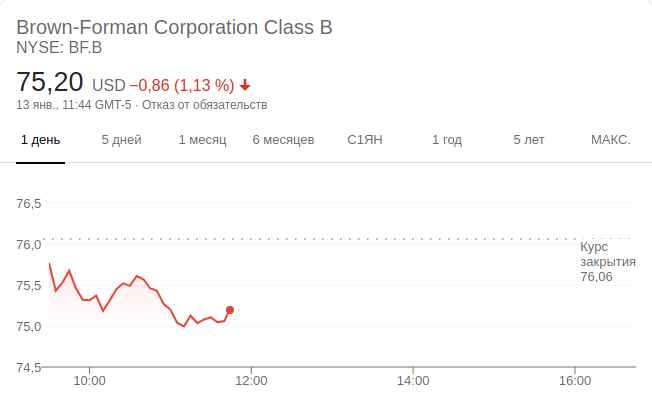 Brown-Forman Corporation Class B
NYSE: BF.B
75,20 USD −0,86 (1,13 %)
13 янв., 11:44 GMT-5 · Отказ от обязательств
1 день 5 дней 1 месяц 6 месяцев С1ЯН 1 год 5 лет МАКС.
76,5
76,0
Курс
закрытия
76,06
75,5
75,0
74,5
10:00 12:00 14:00 16:00